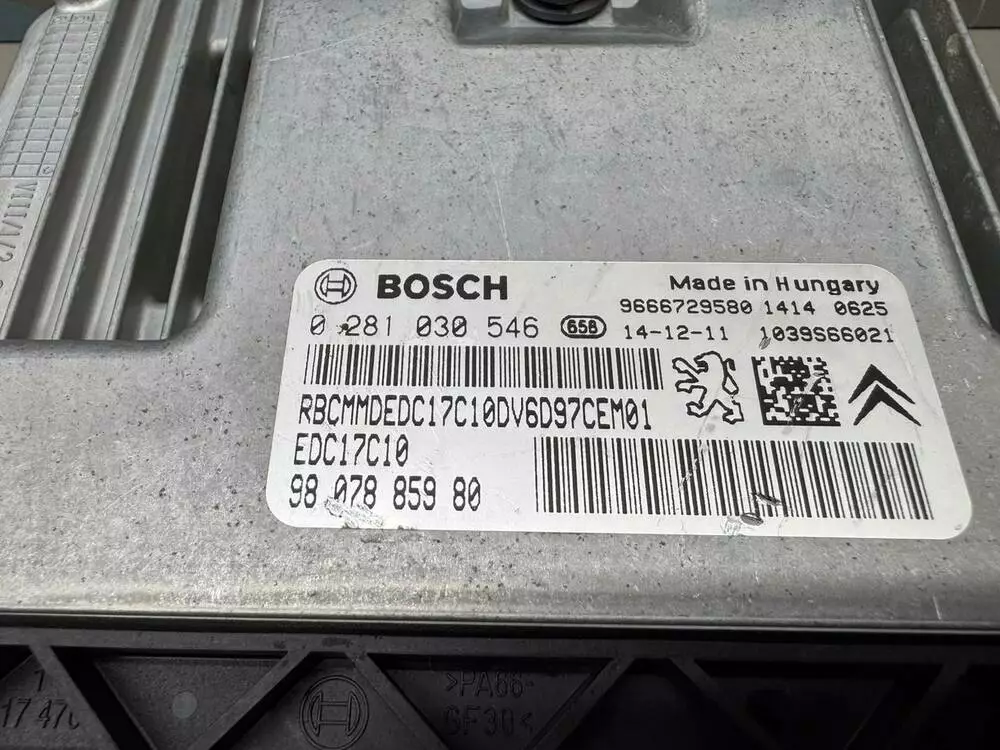 BOSCH
Made in Hungary
9666729580 1414 0625
0 281 030 546 658
14-12-11 1039S66021
RBCMMDEDC17C10DV6D97CEM01
EDC17C10
98 078 859 80
>PA66-
GF30<